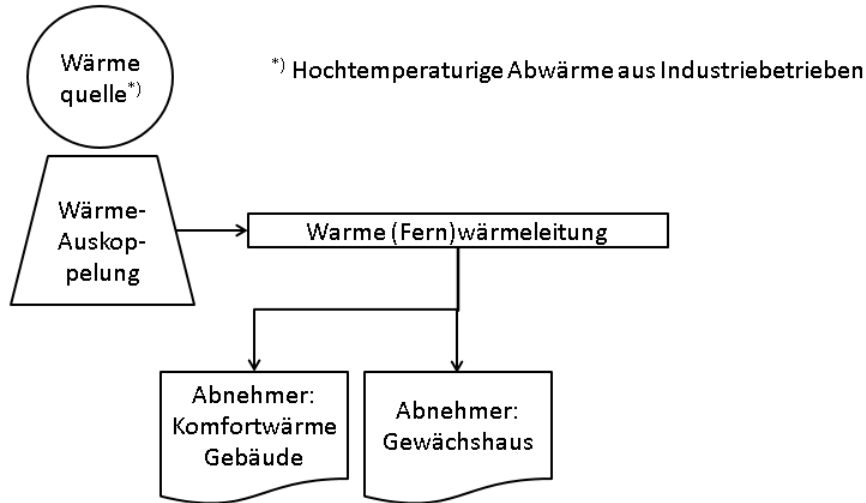 Wärme
quelle*)
*) Hochtemperaturige Abwärme aus Industriebetrieben
Wärme-
Auskop-
pelung
Warme (Fern)wärmeleitung
Abnehmer:
Komfortwärme
Gebäude
Abnehmer:
Gewächshaus